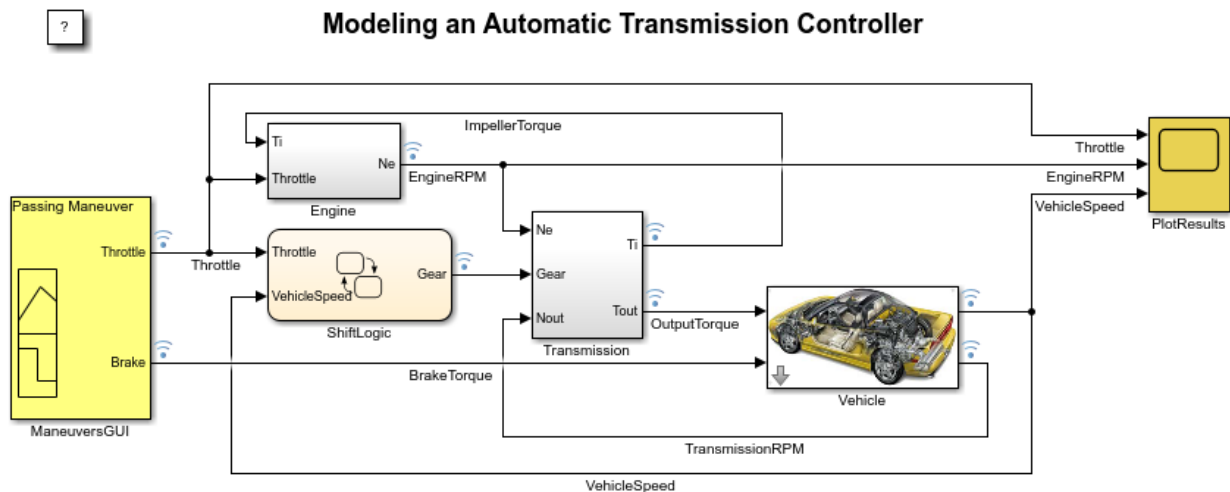 ?
Modeling an Automatic Transmission Controller
ImpellerTorque
Ti
Ne
Throttle
Engine
EngineRPM
Throttle
EngineRPM
VehicleSpeed
PlotResults
Passing Maneuver
Throttle
Brake
ManeuversGUI
Throttle
Throttle
VehicleSpeed
Gear
ShiftLogic
Ne
Gear
Nout
Ti
Tout
Transmission
OutputTorque
BrakeTorque
Vehicle
TransmissionRPM
VehicleSpeed